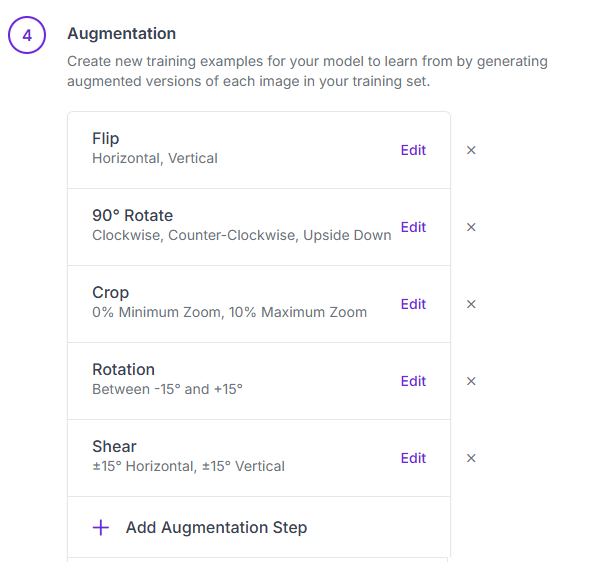 4
Augmentation
Create new training examples for your model to learn from by generating
augmented versions of each image in your training set.
Flip
Horizontal, Vertical
Edit
×
90° Rotate
Clockwise, Counter-Clockwise, Upside Down
Edit
×
Crop
0% Minimum Zoom, 10% Maximum Zoom
Edit
×
Rotation
Between -15° and +15°
Edit
×
Shear
±15° Horizontal, ±15° Vertical
Edit
×
+ Add Augmentation Step